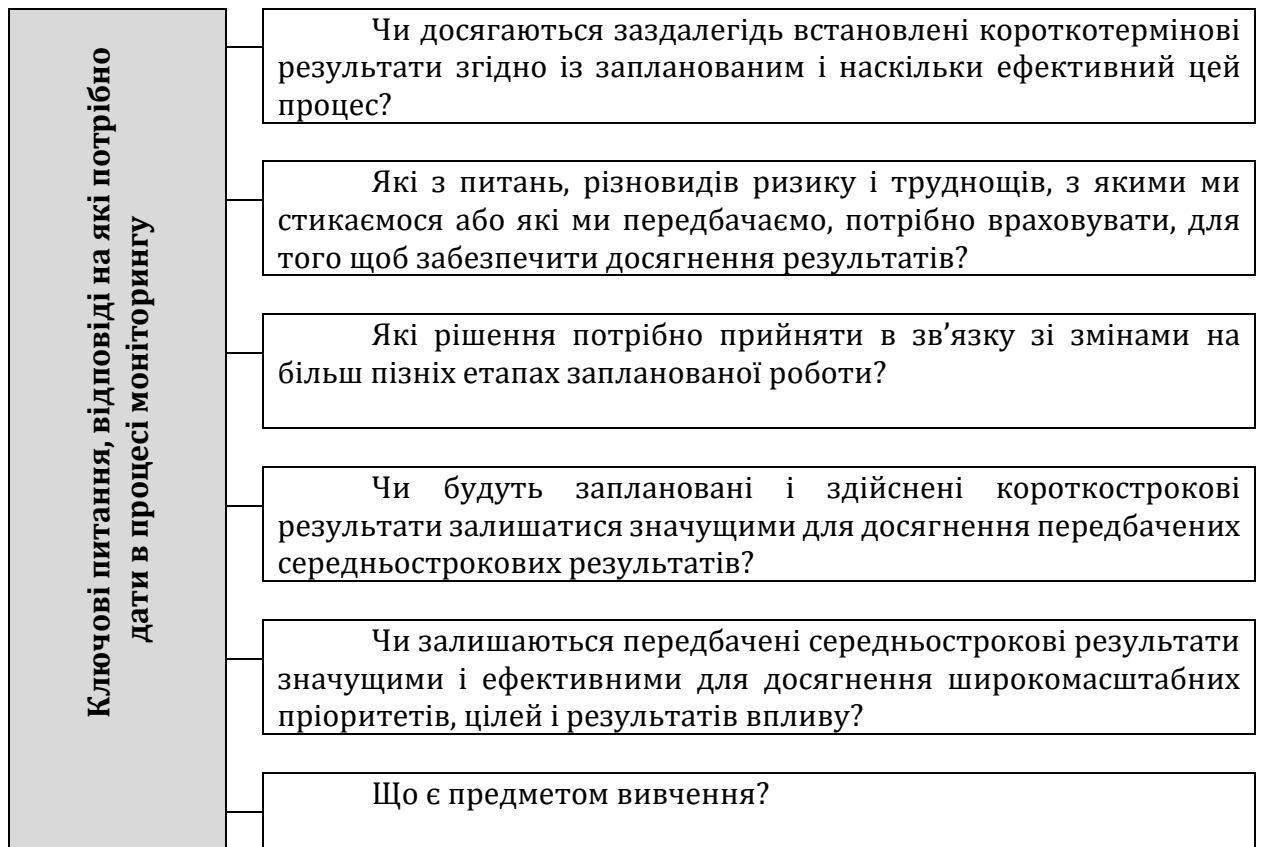 Ключові питання, відповіді на які потрібно
дати в процесі моніторингу
Чи досягаються заздалегідь встановлені короткотермінові
результати згідно із запланованим і наскільки ефективний цей
процес?
Які з питань, різновидів ризику і труднощів, з якими ми
стикаємося або які ми передбачаємо, потрібно враховувати, для
того щоб забезпечити досягнення результатів?
Які рішення потрібно прийняти в зв’язку зі змінами на
більш пізніх етапах запланованої роботи?
Чи будуть заплановані і здійснені короткострокові
результати залишатися значущими для досягнення передбачених
середньострокових результатів?
Чи залишаються передбачені середньострокові результати
значущими і ефективними для досягнення широкомасштабних
пріоритетів, цілей і результатів впливу?
Що є предметом вивчення?